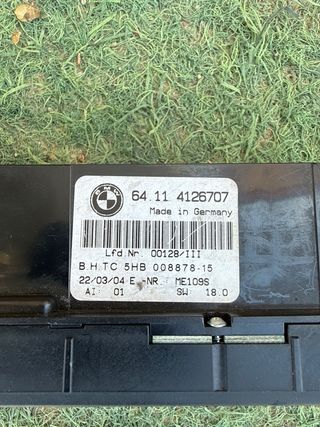 BMW
64.11 4126707
Made in Germany
Lfd.Nr. 00128/III
B.H.TC 5HB 008878-15
22/03/04 E.-NR. ME109S
AI: 01 SW: 18.0